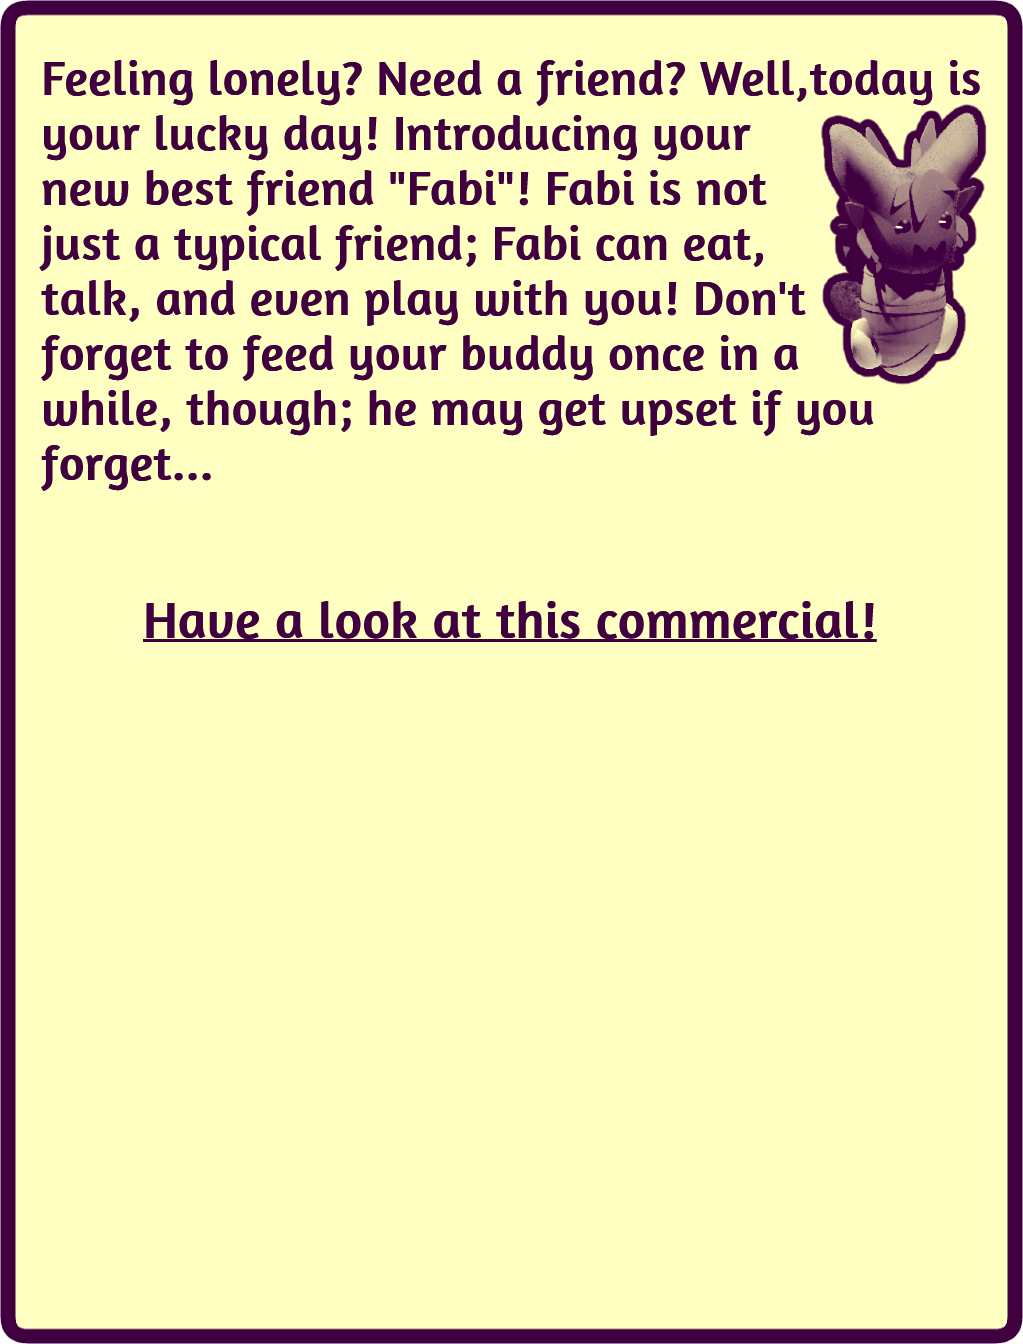 Feeling lonely? Need a friend? Well,today is
your lucky day! Introducing your
new best friend "Fabi"! Fabi is not
just a typical friend; Fabi can eat,
talk, and even play with you! Don't
forget to feed your buddy once in a
while, though; he may get upset if you
forget...
Have a look at this commercial!